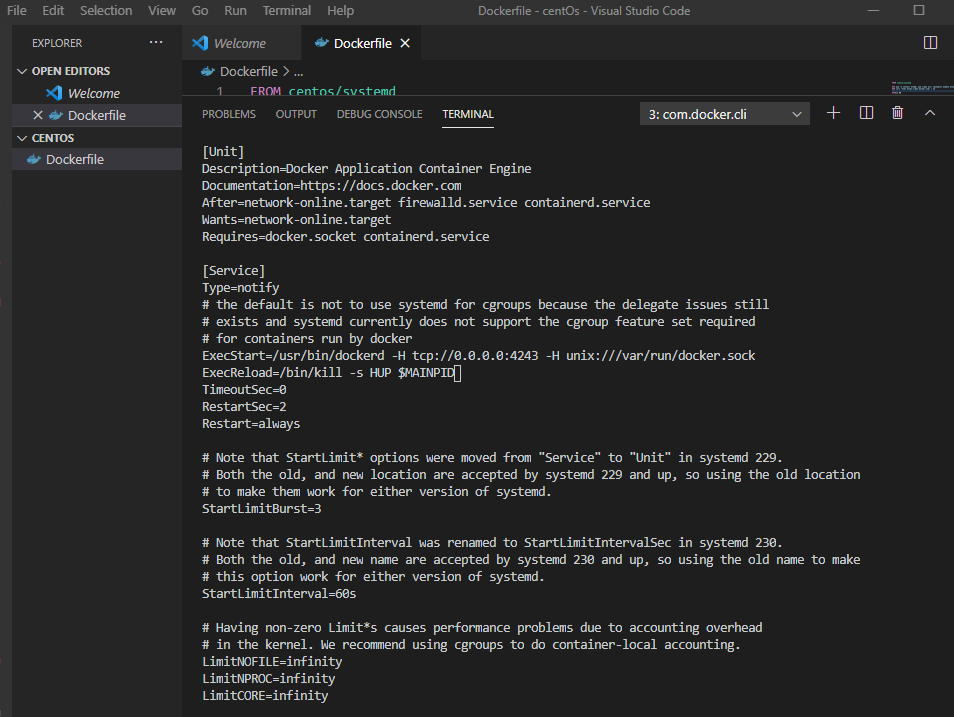 File Edit Selection View Go Run Terminal Help Dockerfile - centOs - Visual Studio Code
EXPLORER ...
OPEN EDITORS
Welcome
Dockerfile
CENTOS
Dockerfile
Welcome Dockerfile
Dockerfile > ...
1 FROM centos/systemd
PROBLEMS OUTPUT DEBUG CONSOLE TERMINAL 3: com.docker.cli
[Unit]
Description=Docker Application Container Engine
Documentation=https://docs.docker.com
After=network-online.target firewalld.service containerd.service
Wants=network-online.target
Requires=docker.socket containerd.service
[Service]
Type=notify
# the default is not to use systemd for cgroups because the delegate issues still
# exists and systemd currently does not support the cgroup feature set required
# for containers run by docker
ExecStart=/usr/bin/dockerd -H tcp://0.0.0.0:4243 -H unix:///var/run/docker.sock
ExecReload=/bin/kill -s HUP $MAINPID
TimeoutSec=0
RestartSec=2
Restart=always
# Note that StartLimit* options were moved from "Service" to "Unit" in systemd 229.
# Both the old, and new location are accepted by systemd 229 and up, so using the old location
# to make them work for either version of systemd.
StartLimitBurst=3
# Note that StartLimitInterval was renamed to StartLimitIntervalSec in systemd 230.
# Both the old, and new name are accepted by systemd 230 and up, so using the old name to make
# this option work for either version of systemd.
StartLimitInterval=60s
# Having non-zero Limit*s causes performance problems due to accounting overhead
# in the kernel. We recommend using cgroups to do container-local accounting.
LimitNOFILE=infinity
LimitNPROC=infinity
LimitCORE=infinity